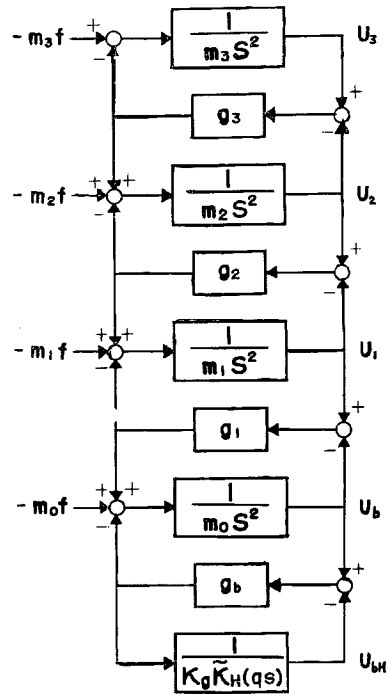 - m₃f + − 1 / m₃S² U₃ +
g₃ −
- m₂f + + + − 1 / m₂S² U₂ +
g₂ −
- m₁f + + + − 1 / m₁S² U₁ +
g₁ −
- m₀f + + + − 1 / m₀S² U_b +
g_b −
1 / K_g K̃_H(qs) U_bH